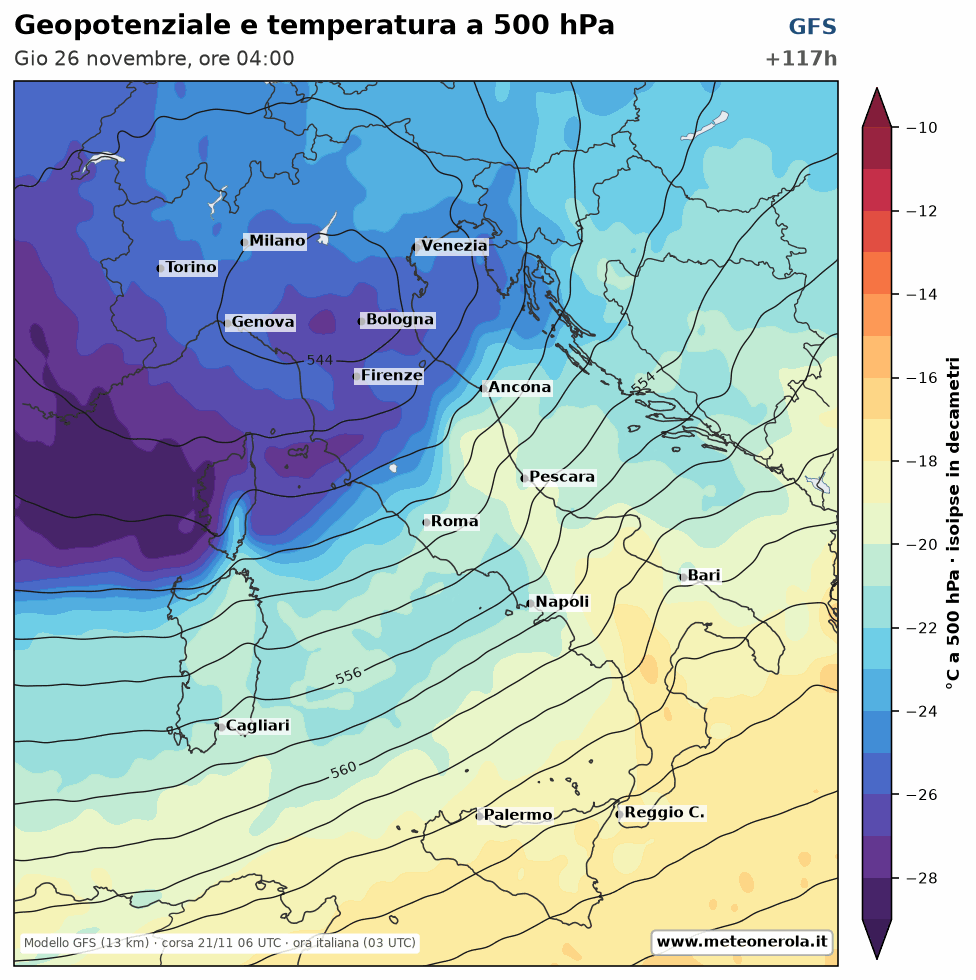 Geopotenziale e temperatura a 500 hPa
GFS
Gio 26 novembre, ore 04:00
+117h
Milano
Venezia
Torino
Genova
Bologna
544
Firenze
Ancona
554
Pescara
Roma
Bari
Napoli
556
Cagliari
560
Palermo
Reggio C.
−10
−12
−14
−16
−18
−20
−22
−24
−26
−28
°C a 500 hPa · isoipse in decametri
Modello GFS (13 km) · corsa 21/11 06 UTC · ora italiana (03 UTC)
www.meteonerola.it